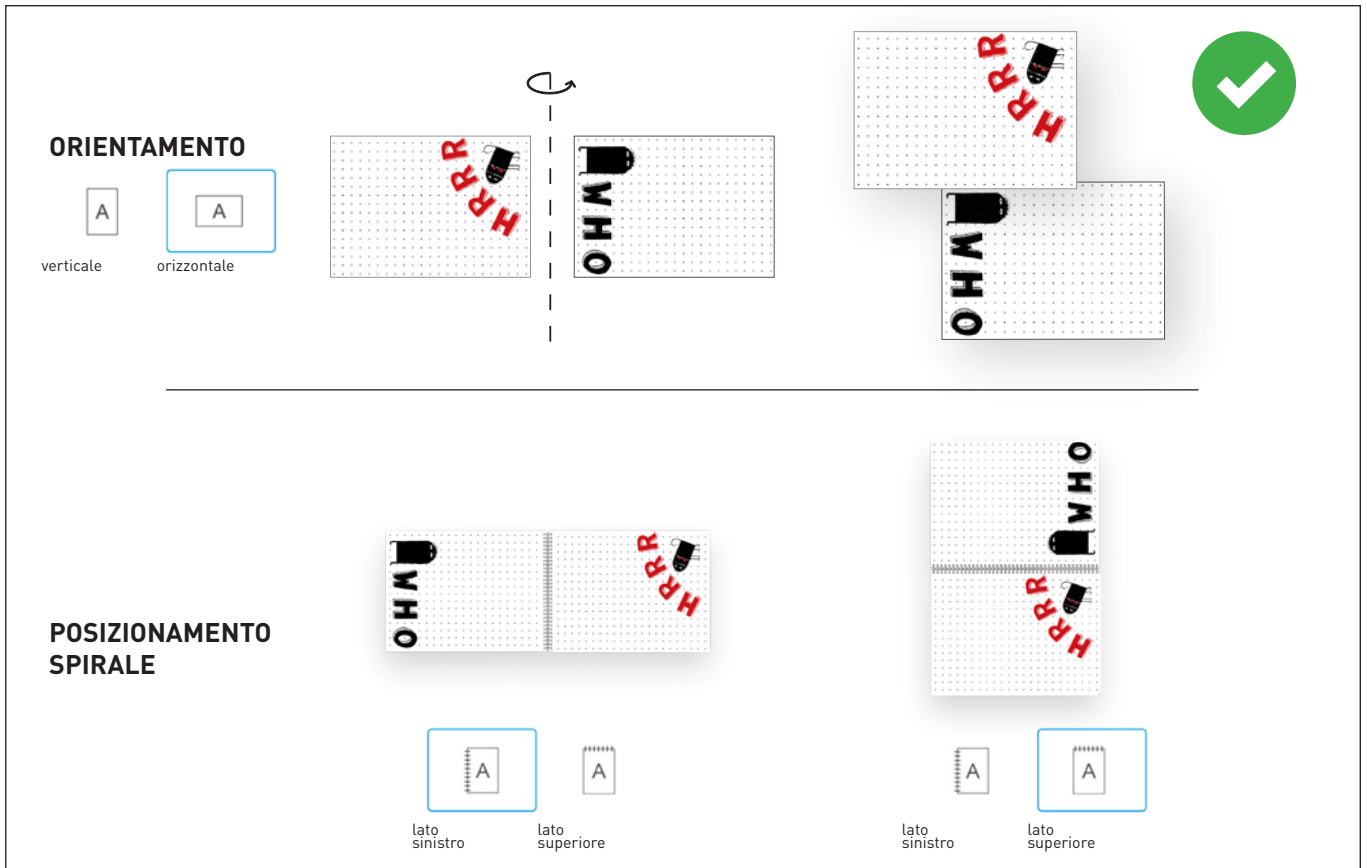 ORIENTAMENTO
A
A
verticale
orizzontale
HRRR
WHO
HRRR
WHO
POSIZIONAMENTO
SPIRALE
WHO
HRRR
WHO
HRRR
A
A
lato
sinistro
lato
superiore
A
A
lato
sinistro
lato
superiore